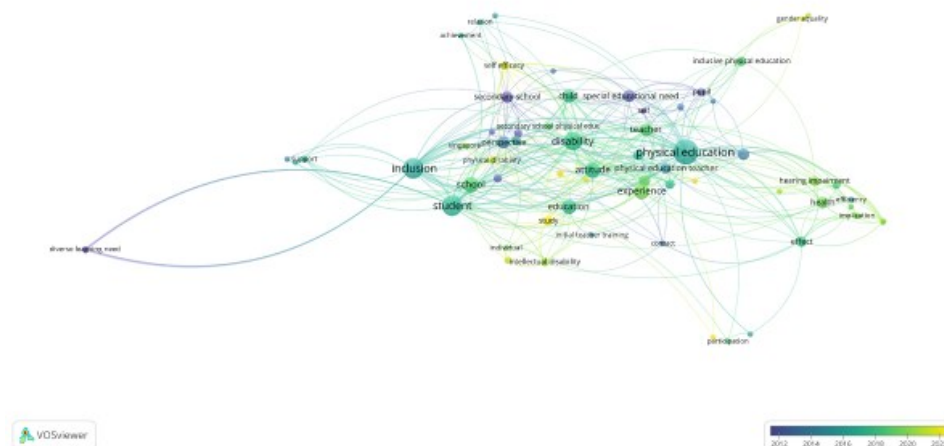 relation
gender equality
achievement
inclusive physical education
self efficacy
secondary school
child
special educational need
pupil
self
secondary school physical educ
teacher
perspective
disability
physical education
singapore
physical disability
support
inclusion
attitude
physical education teacher
school
experience
hearing impairment
health
efficacy
student
education
implication
study
initial teacher training
contact
effect
diverse learning need
individual
intellectual disability
participation
VOSviewer
2012 2014 2016 2018 2020